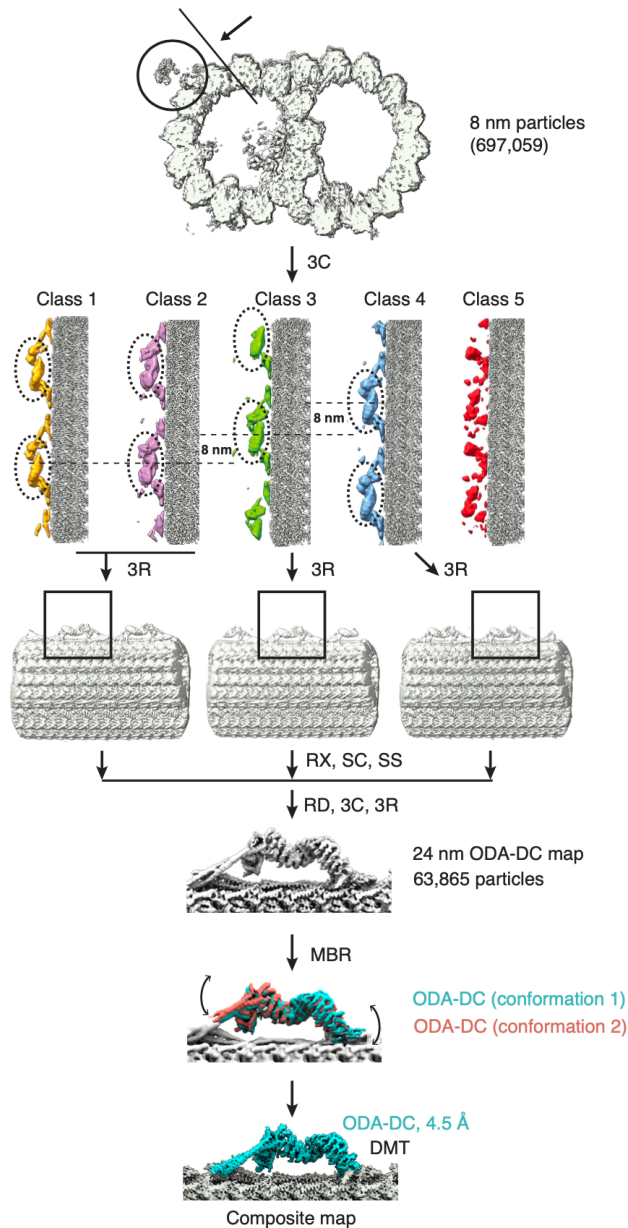 8 nm particles
(697,059)
3C
Class 1 Class 2 Class 3 Class 4 Class 5
8 nm
8 nm
3R 3R 3R
RX, SC, SS
RD, 3C, 3R
24 nm ODA-DC map
63,865 particles
MBR
ODA-DC (conformation 1)
ODA-DC (conformation 2)
ODA-DC, 4.5 Å
DMT
Composite map